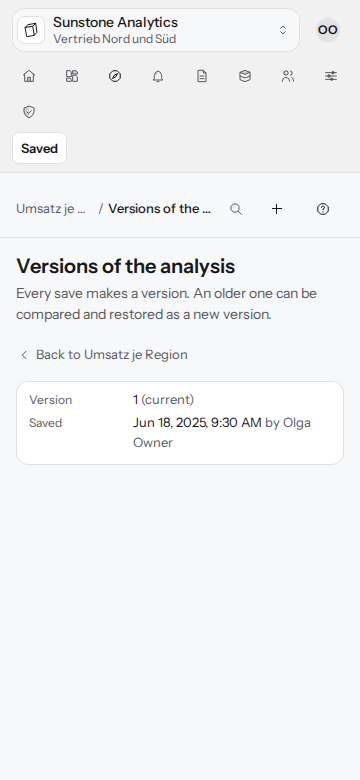 Sunstone Analytics
Vertrieb Nord und Süd
OO
Saved
Umsatz je ... / Versions of the ...
Versions of the analysis
Every save makes a version. An older one can be
compared and restored as a new version.
Back to Umsatz je Region
Version 1 (current)
Saved Jun 18, 2025, 9:30 AM by Olga
Owner